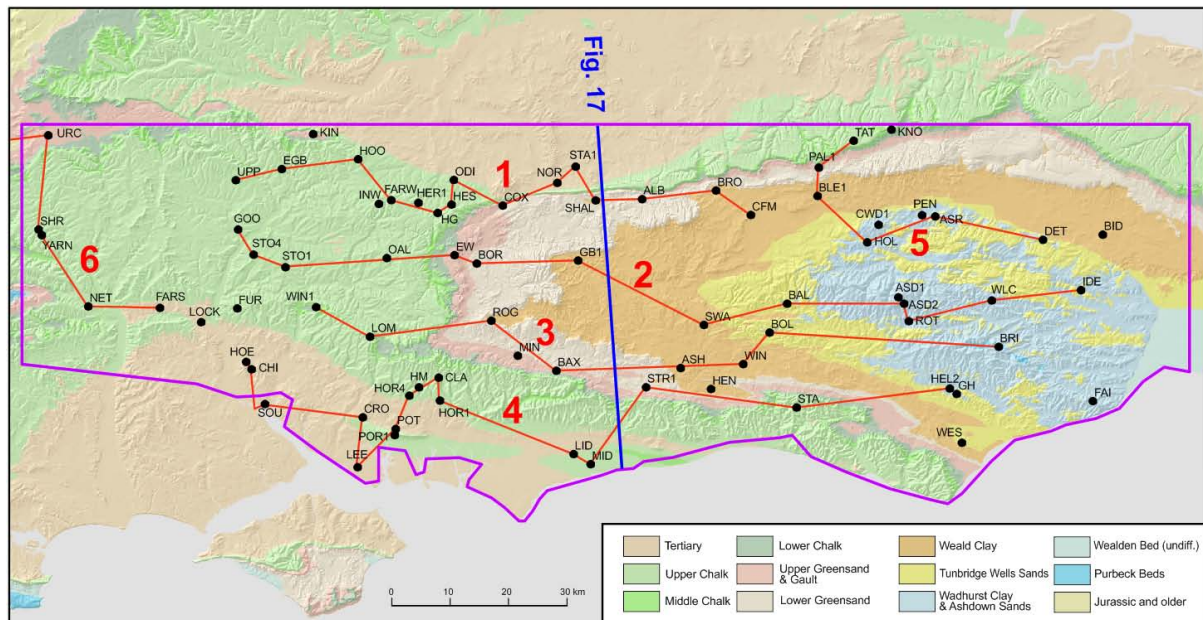 Fig. 17
URC
KIN
HOO
EGB
UPP
INW
FARW
HER1
HG
HES
ODI
1
COX
NOR
STA1
SHAL
ALB
BRO
CFM
TAT
KNO
PAL1
BLE1
CWD1
PEN
ASR
HOL
5
DET
BID
SHR
YARN
6
GOO
STO4
STO1
OAL
EW
BOR
GB1
2
NET
FARS
LOCK
FUR
WIN1
LOM
ROG
3
MIN
BAX
SWA
BAL
BOL
ASD1
ASD2
ROT
WLC
IDE
BRI
ASH
WIN
HEN
STR1
STA
HEL2
GH
FAI
WES
HOE
CHI
SOU
CRO
HOR4
HM
CLA
HOR1
4
POT
POR1
LEE
LID
MID
0 10 20 30 km
Tertiary
Upper Chalk
Middle Chalk
Lower Chalk
Upper Greensand
& Gault
Lower Greensand
Weald Clay
Tunbridge Wells Sands
Wadhurst Clay
& Ashdown Sands
Wealden Bed (undiff.)
Purbeck Beds
Jurassic and older